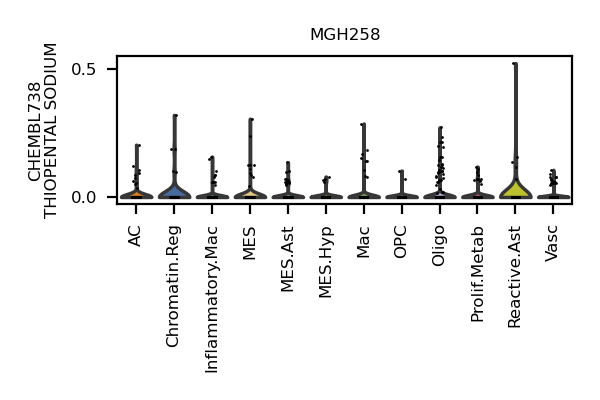 MGH258
CHEMBL738
THIOPENTAL SODIUM
0.5
0.0
AC
Chromatin.Reg
Inflammatory.Mac
MES
MES.Ast
MES.Hyp
Mac
OPC
Oligo
Prolif.Metab
Reactive.Ast
Vasc